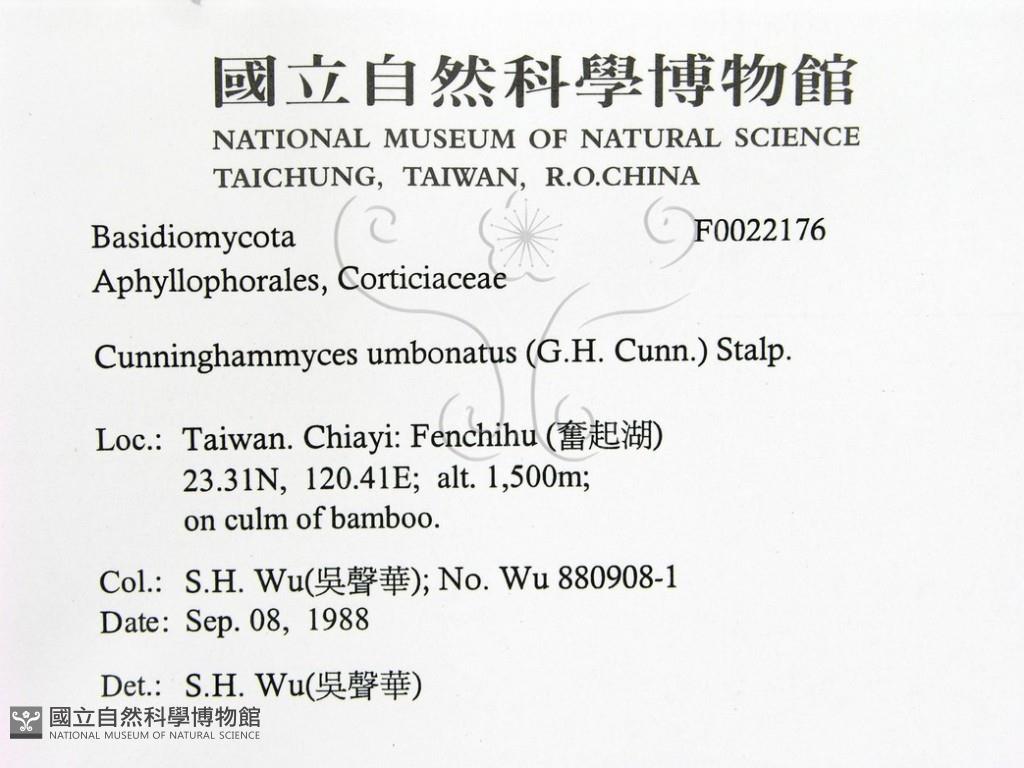 國立自然科學博物館
NATIONAL MUSEUM OF NATURAL SCIENCE
TAICHUNG, TAIWAN, R.O.CHINA
Basidiomycota F0022176
Aphyllophorales, Corticiaceae
Cunninghammyces umbonatus (G.H. Cunn.) Stalp.
Loc.: Taiwan. Chiayi: Fenchihu (奮起湖)
23.31N, 120.41E; alt. 1,500m;
on culm of bamboo.
Col.: S.H. Wu(吳聲華); No. Wu 880908-1
Date: Sep. 08, 1988
Det.: S.H. Wu(吳聲華)
國立自然科學博物館
NATIONAL MUSEUM OF NATURAL SCIENCE